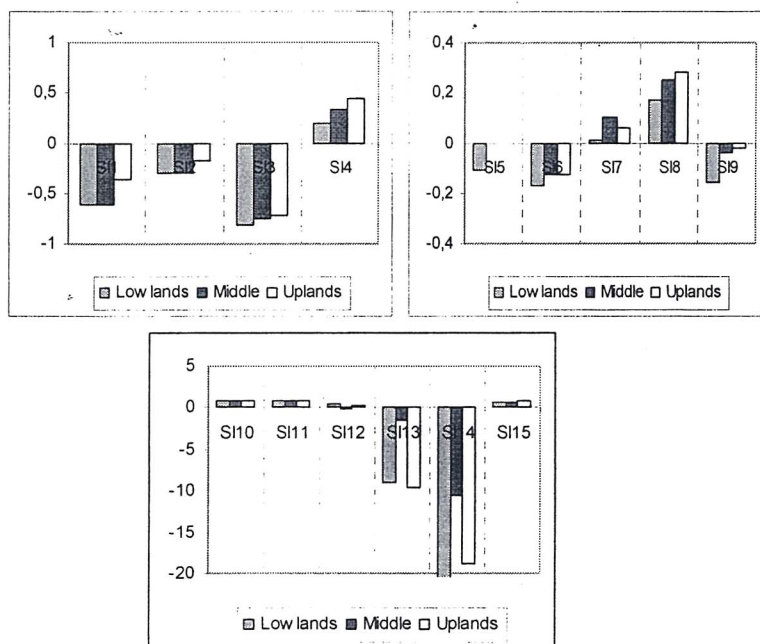 1
0,5
0
-0,5
-1
SI1 SI2 SI3 SI4
Low lands Middle Uplands
0,4
0,2
0
-0,2
-0,4
SI5 SI6 SI7 SI8 SI9
Low lands Middle Uplands
5
0
-5
-10
-15
-20
SI10 SI11 SI12 SI13 SI14 SI15
Low lands Middle Uplands